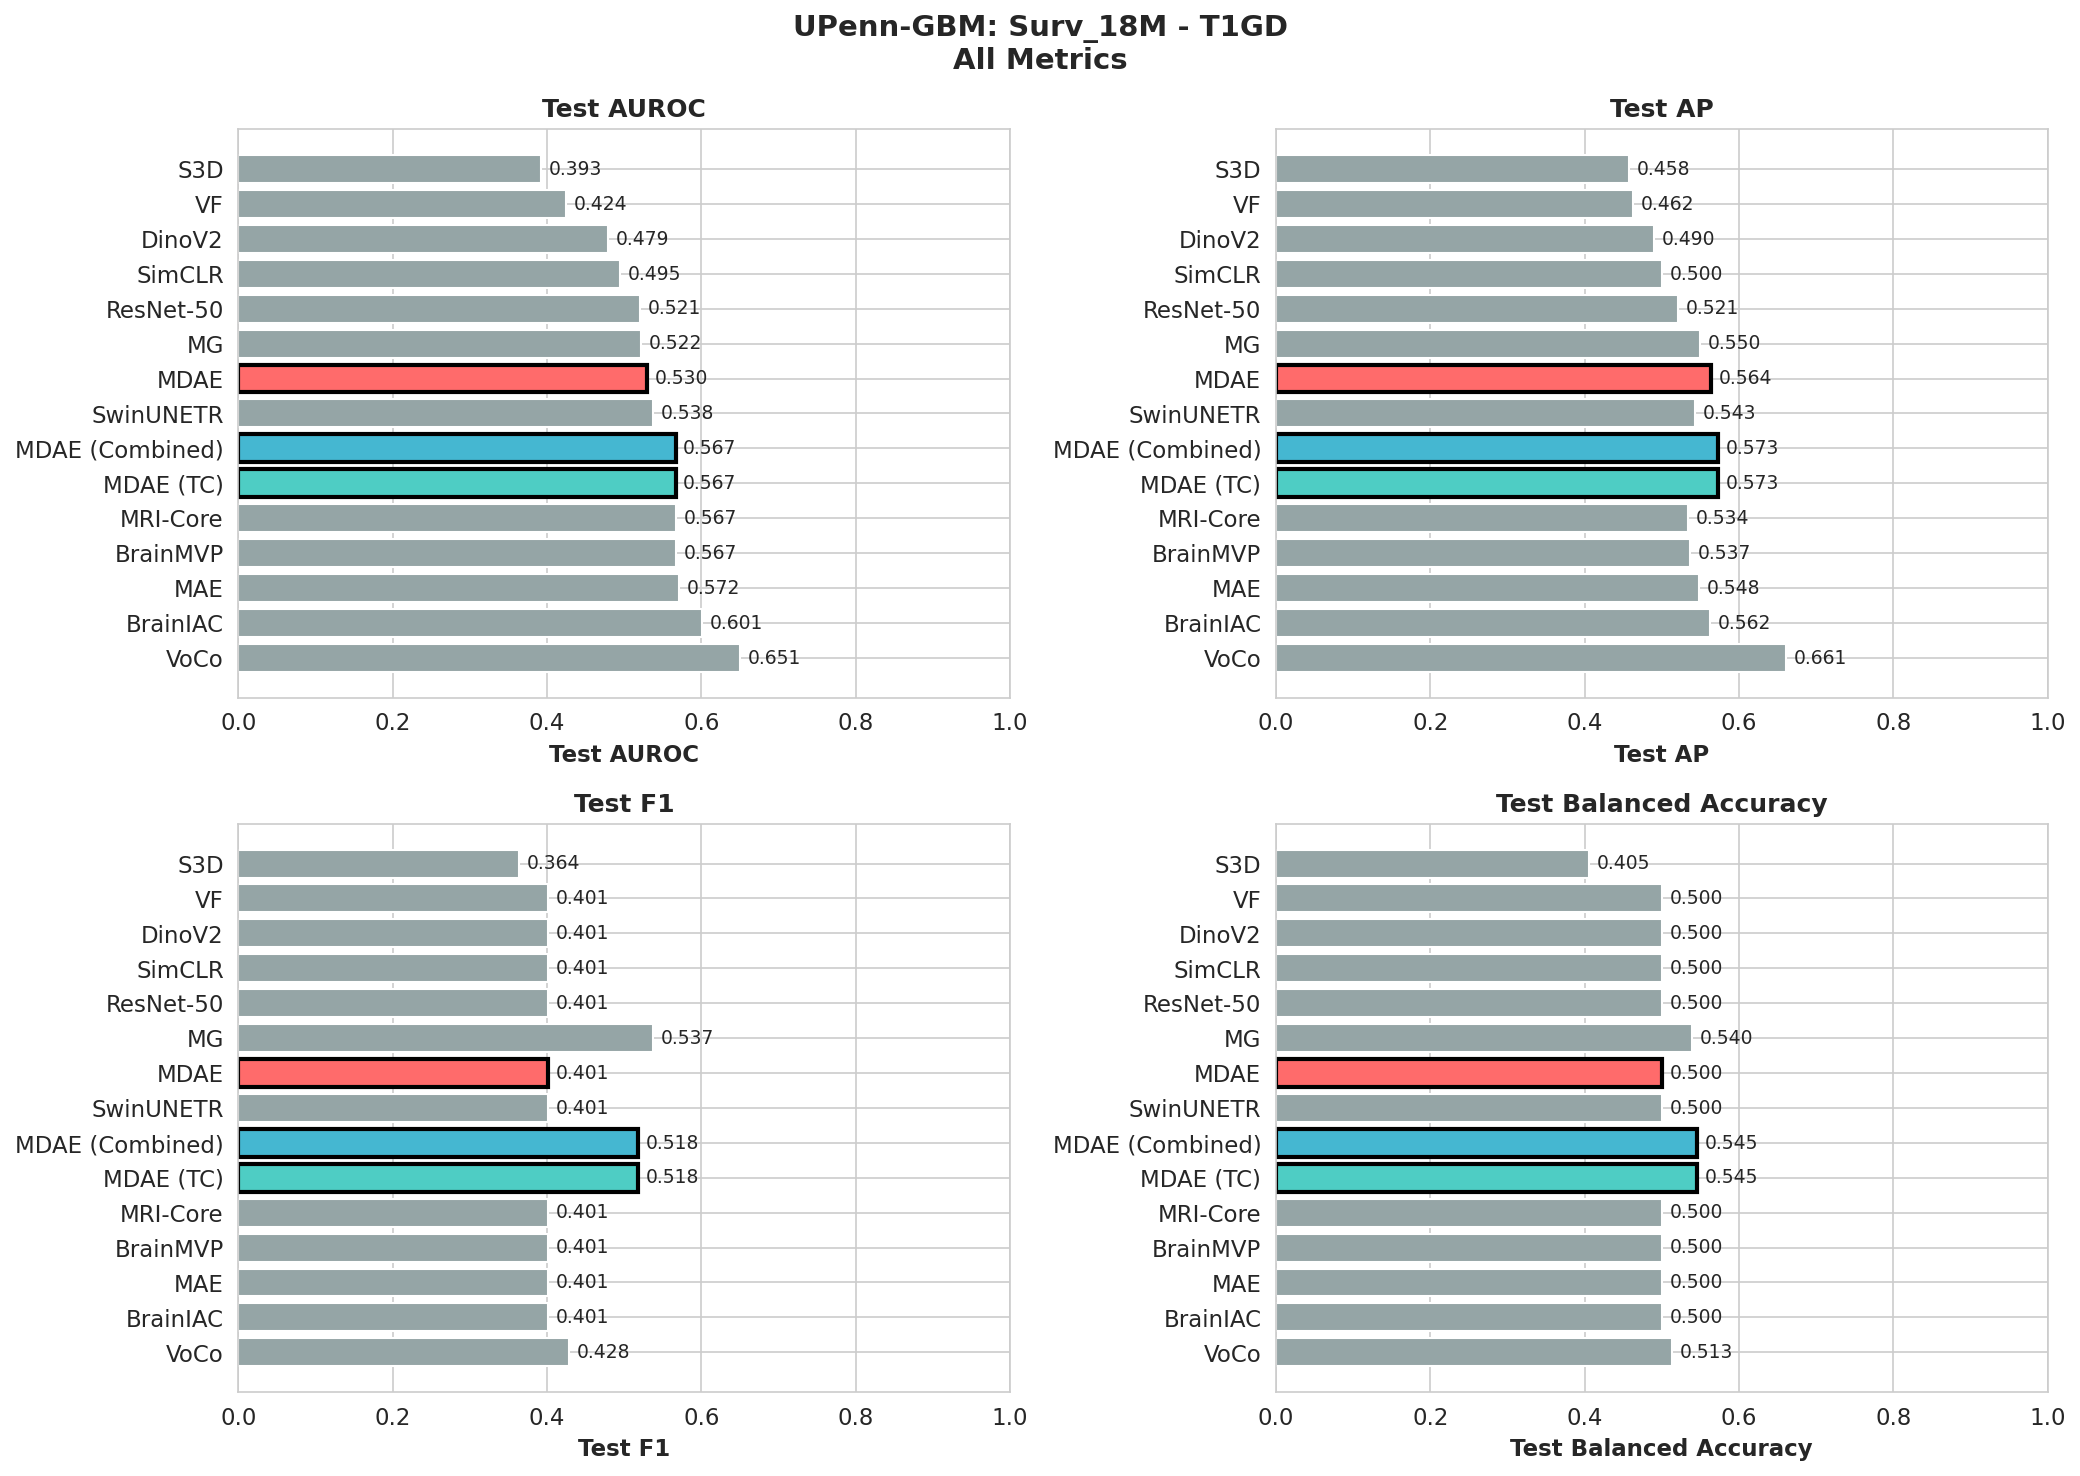 UPenn-GBM: Surv_18M - T1GD
All Metrics
Test AUROC
S3D 0.393
VF 0.424
DinoV2 0.479
SimCLR 0.495
ResNet-50 0.521
MG 0.522
MDAE 0.530
SwinUNETR 0.538
MDAE (Combined) 0.567
MDAE (TC) 0.567
MRI-Core 0.567
BrainMVP 0.567
MAE 0.572
BrainIAC 0.601
VoCo 0.651
0.0 0.2 0.4 0.6 0.8 1.0
Test AUROC
Test AP
S3D 0.458
VF 0.462
DinoV2 0.490
SimCLR 0.500
ResNet-50 0.521
MG 0.550
MDAE 0.564
SwinUNETR 0.543
MDAE (Combined) 0.573
MDAE (TC) 0.573
MRI-Core 0.534
BrainMVP 0.537
MAE 0.548
BrainIAC 0.562
VoCo 0.661
0.0 0.2 0.4 0.6 0.8 1.0
Test AP
Test F1
S3D 0.364
VF 0.401
DinoV2 0.401
SimCLR 0.401
ResNet-50 0.401
MG 0.537
MDAE 0.401
SwinUNETR 0.401
MDAE (Combined) 0.518
MDAE (TC) 0.518
MRI-Core 0.401
BrainMVP 0.401
MAE 0.401
BrainIAC 0.401
VoCo 0.428
0.0 0.2 0.4 0.6 0.8 1.0
Test F1
Test Balanced Accuracy
S3D 0.405
VF 0.500
DinoV2 0.500
SimCLR 0.500
ResNet-50 0.500
MG 0.540
MDAE 0.500
SwinUNETR 0.500
MDAE (Combined) 0.545
MDAE (TC) 0.545
MRI-Core 0.500
BrainMVP 0.500
MAE 0.500
BrainIAC 0.500
VoCo 0.513
0.0 0.2 0.4 0.6 0.8 1.0
Test Balanced Accuracy